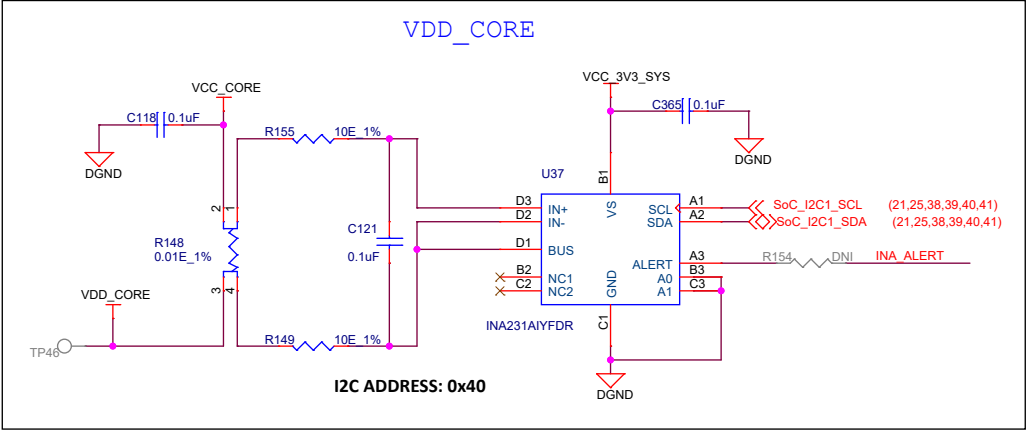 VDD_CORE
VCC_CORE
VCC_3V3_SYS
C118 0.1uF
C365 0.1uF
R155 10E_1%
DGND
DGND
U37
B1
2 1
D3 IN+ VS SCL A1 SoC_I2C1_SCL (21,25,38,39,40,41)
D2 IN- SDA A2 SoC_I2C1_SDA (21,25,38,39,40,41)
R148
0.01E_1%
C121
0.1uF
D1 BUS
ALERT A3 R154 DNI INA_ALERT
B2 NC1 A0 B3
C2 NC2 GND A1 C3
3 4
VDD_CORE
C1
INA231AIYFDR
TP46
R149 10E_1%
I2C ADDRESS: 0x40
DGND